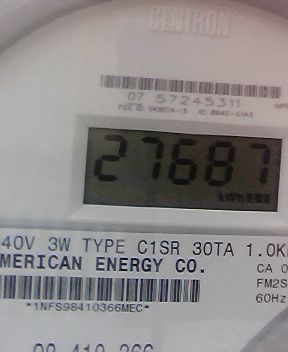 CENTRON
07 57245311
27687
kWh
40V 3W TYPE C1SR 30TA 1.0K
MERICAN ENERGY CO.
CA 0
FM2S
60Hz
*1NFS98410366MEC*